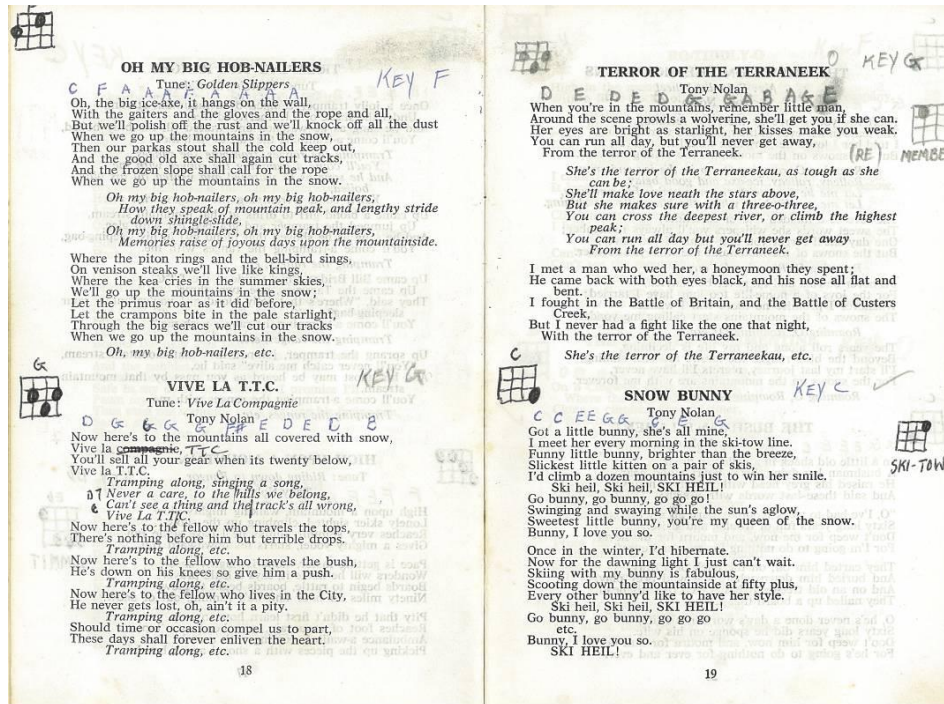 OH MY BIG HOB-NAILERS
Tune: Golden Slippers
KEY F
C F A A A F A A A A
Oh, the big ice-axe, it hangs on the wall,
With the gaiters and the gloves and the rope and all,
But we'll polish off the rust and we'll knock off all the dust
When we go up the mountains in the snow,
Then our parkas stout shall the cold keep out,
And the good old axe shall again cut tracks,
And the frozen slope shall call for the rope
When we go up the mountains in the snow.
Oh my big hob-nailers, oh my big hob-nailers,
How they speak of mountain peak, and lengthy stride
down shingle-slide,
Oh my big hob-nailers, oh my big hob-nailers,
Memories raise of joyous days upon the mountainside.
Where the piton rings and the bell-bird sings,
On venison steaks we'll live like kings,
Where the kea cries in the summer skies,
We'll go up the mountains in the snow;
Let the primus roar as it did before,
Let the crampons bite in the pale starlight,
Through the big seracs we'll cut our tracks
When we go up the mountains in the snow.
Oh, my big hob-nailers, etc.
G
KEY G
VIVE LA T.T.C.
Tune: Vive La Compagnie
Tony Nolan
D G G G G F# E D E D B
Now here's to the mountains all covered with snow,
Vive la compagnie, TTC
You'll sell all your gear when its twenty below,
Vive la T.T.C.
Tramping along, singing a song,
D7 Never a care, to the hills we belong,
Can't see a thing and the track's all wrong,
Vive La T.T.C.
Now here's to the fellow who travels the tops,
There's nothing before him but terrible drops.
Tramping along, etc.
Now here's to the fellow who travels the bush,
He's down on his knees so give him a push.
Tramping along, etc.
Now here's to the fellow who lives in the City,
He never gets lost, oh, ain't it a pity.
Tramping along, etc.
Should time or occasion compel us to part,
These days shall forever enliven the heart.
Tramping along, etc.
18
KEY G
TERROR OF THE TERRANEEK
Tony Nolan
D E D E D G G A B A G E
When you're in the mountains, remember little man,
Around the scene prowls a wolverine, she'll get you if she can.
Her eyes are bright as starlight, her kisses make you weak.
You can run all day, but you'll never get away,
From the terror of the Terraneek.
(RE) MEMBE
She's the terror of the Terraneekau, as tough as she
can be;
She'll make love neath the stars above,
But she makes sure with a three-o-three,
You can cross the deepest river, or climb the highest
peak;
You can run all day but you'll never get away
From the terror of the Terraneek.
I met a man who wed her, a honeymoon they spent;
He came back with both eyes black, and his nose all flat and
bent.
I fought in the Battle of Britain, and the Battle of Custers
Creek,
But I never had a fight like the one that night,
With the terror of the Terraneek.
She's the terror of the Terraneekau, etc.
C
KEY C
SNOW BUNNY
Tony Nolan
C C E E G G C E G
Got a little bunny, she's all mine,
I meet her every morning in the ski-tow line.
Funny little bunny, brighter than the breeze,
Slickest little kitten on a pair of skis,
I'd climb a dozen mountains just to win her smile.
Ski heil, Ski heil, SKI HEIL!
Go bunny, go bunny, go go go!
Swinging and swaying while the sun's aglow,
Sweetest little bunny, you're my queen of the snow.
Bunny, I love you so.
SKI-TOW
Once in the winter, I'd hibernate.
Now for the dawning light I just can't wait.
Skiing with my bunny is fabulous,
Scooting down the mountainside at fifty plus,
Every other bunny'd like to have her style.
Ski heil, Ski heil, SKI HEIL!
Go bunny, go bunny, go go go
etc.
Bunny, I love you so.
SKI HEIL!
19